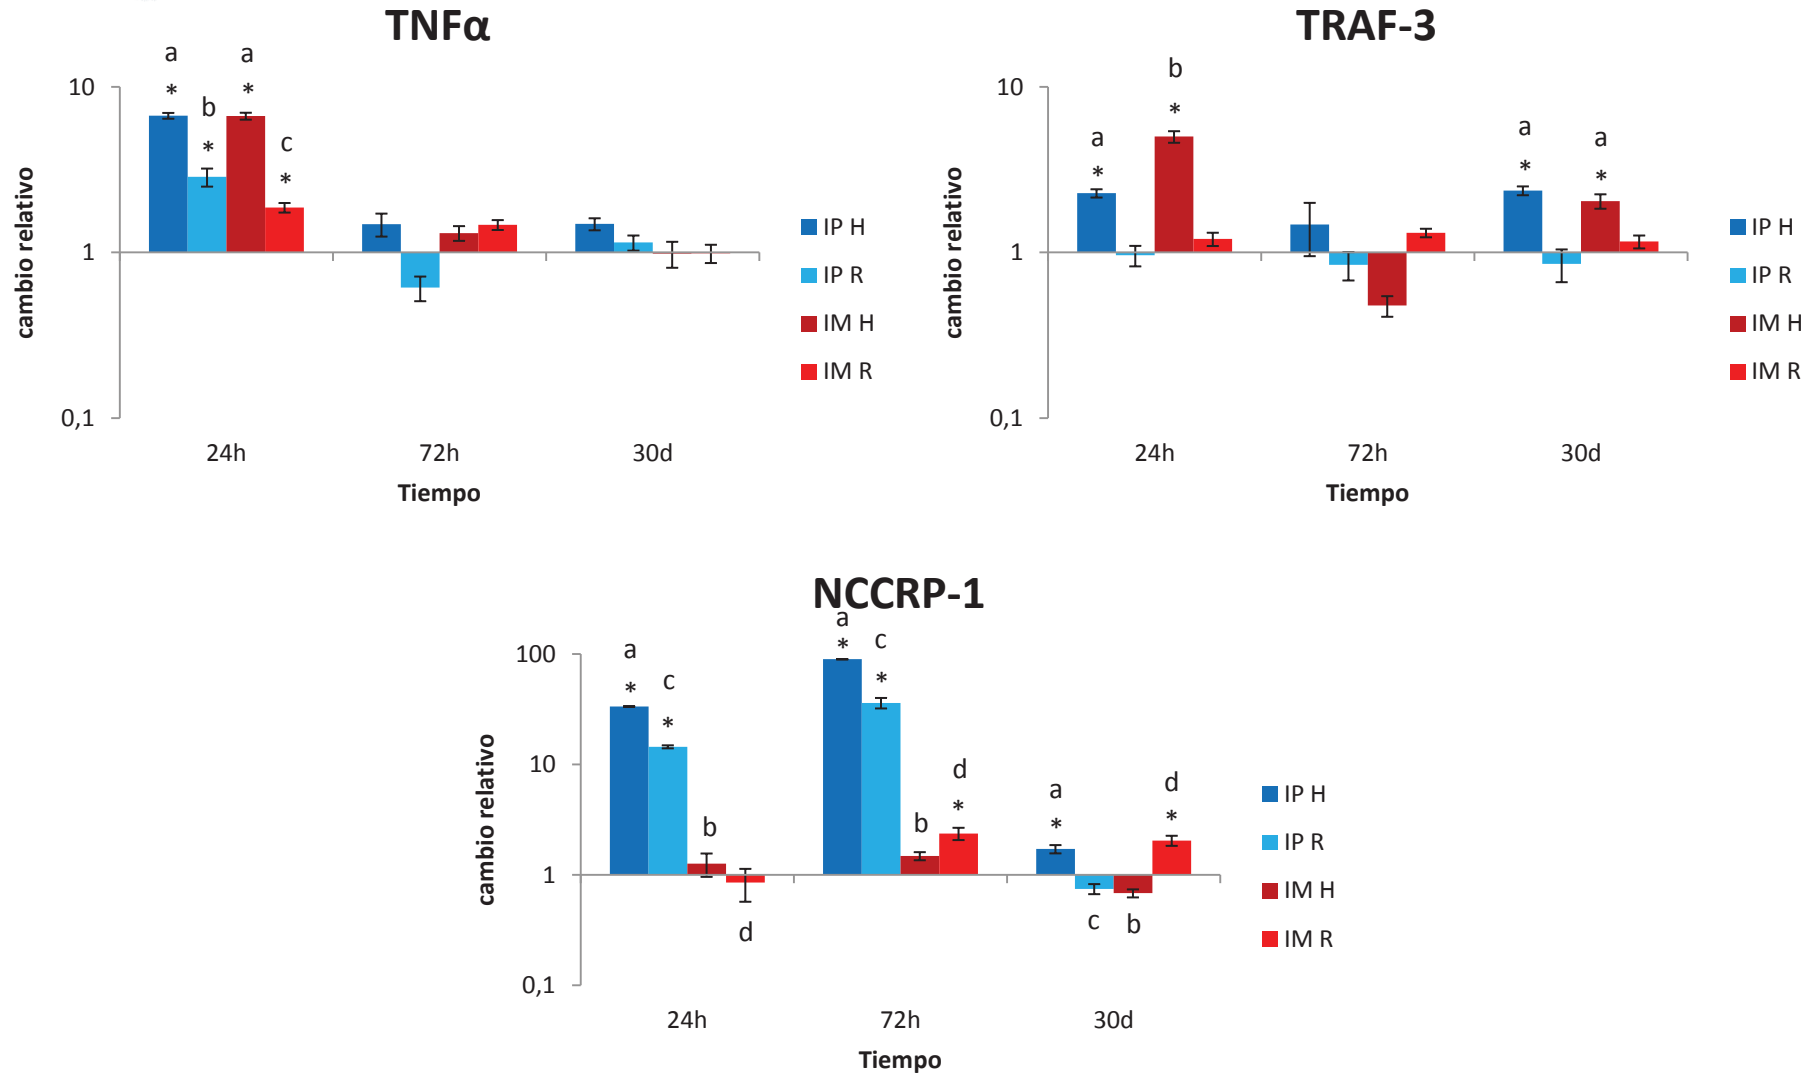 TNFα
a a
* *
b
*
c
*
10
1
0,1
cambio relativo
24h 72h 30d
Tiempo
IP H
IP R
IM H
IM R
TRAF-3
b
*
a
*
a
*
a
*
10
1
0,1
cambio relativo
24h 72h 30d
Tiempo
IP H
IP R
IM H
IM R
NCCRP-1
a
*
c
*
b
d
a
*
c
*
b
d
*
a
*
c
b
d
*
100
10
1
0,1
cambio relativo
24h 72h 30d
Tiempo
IP H
IP R
IM H
IM R